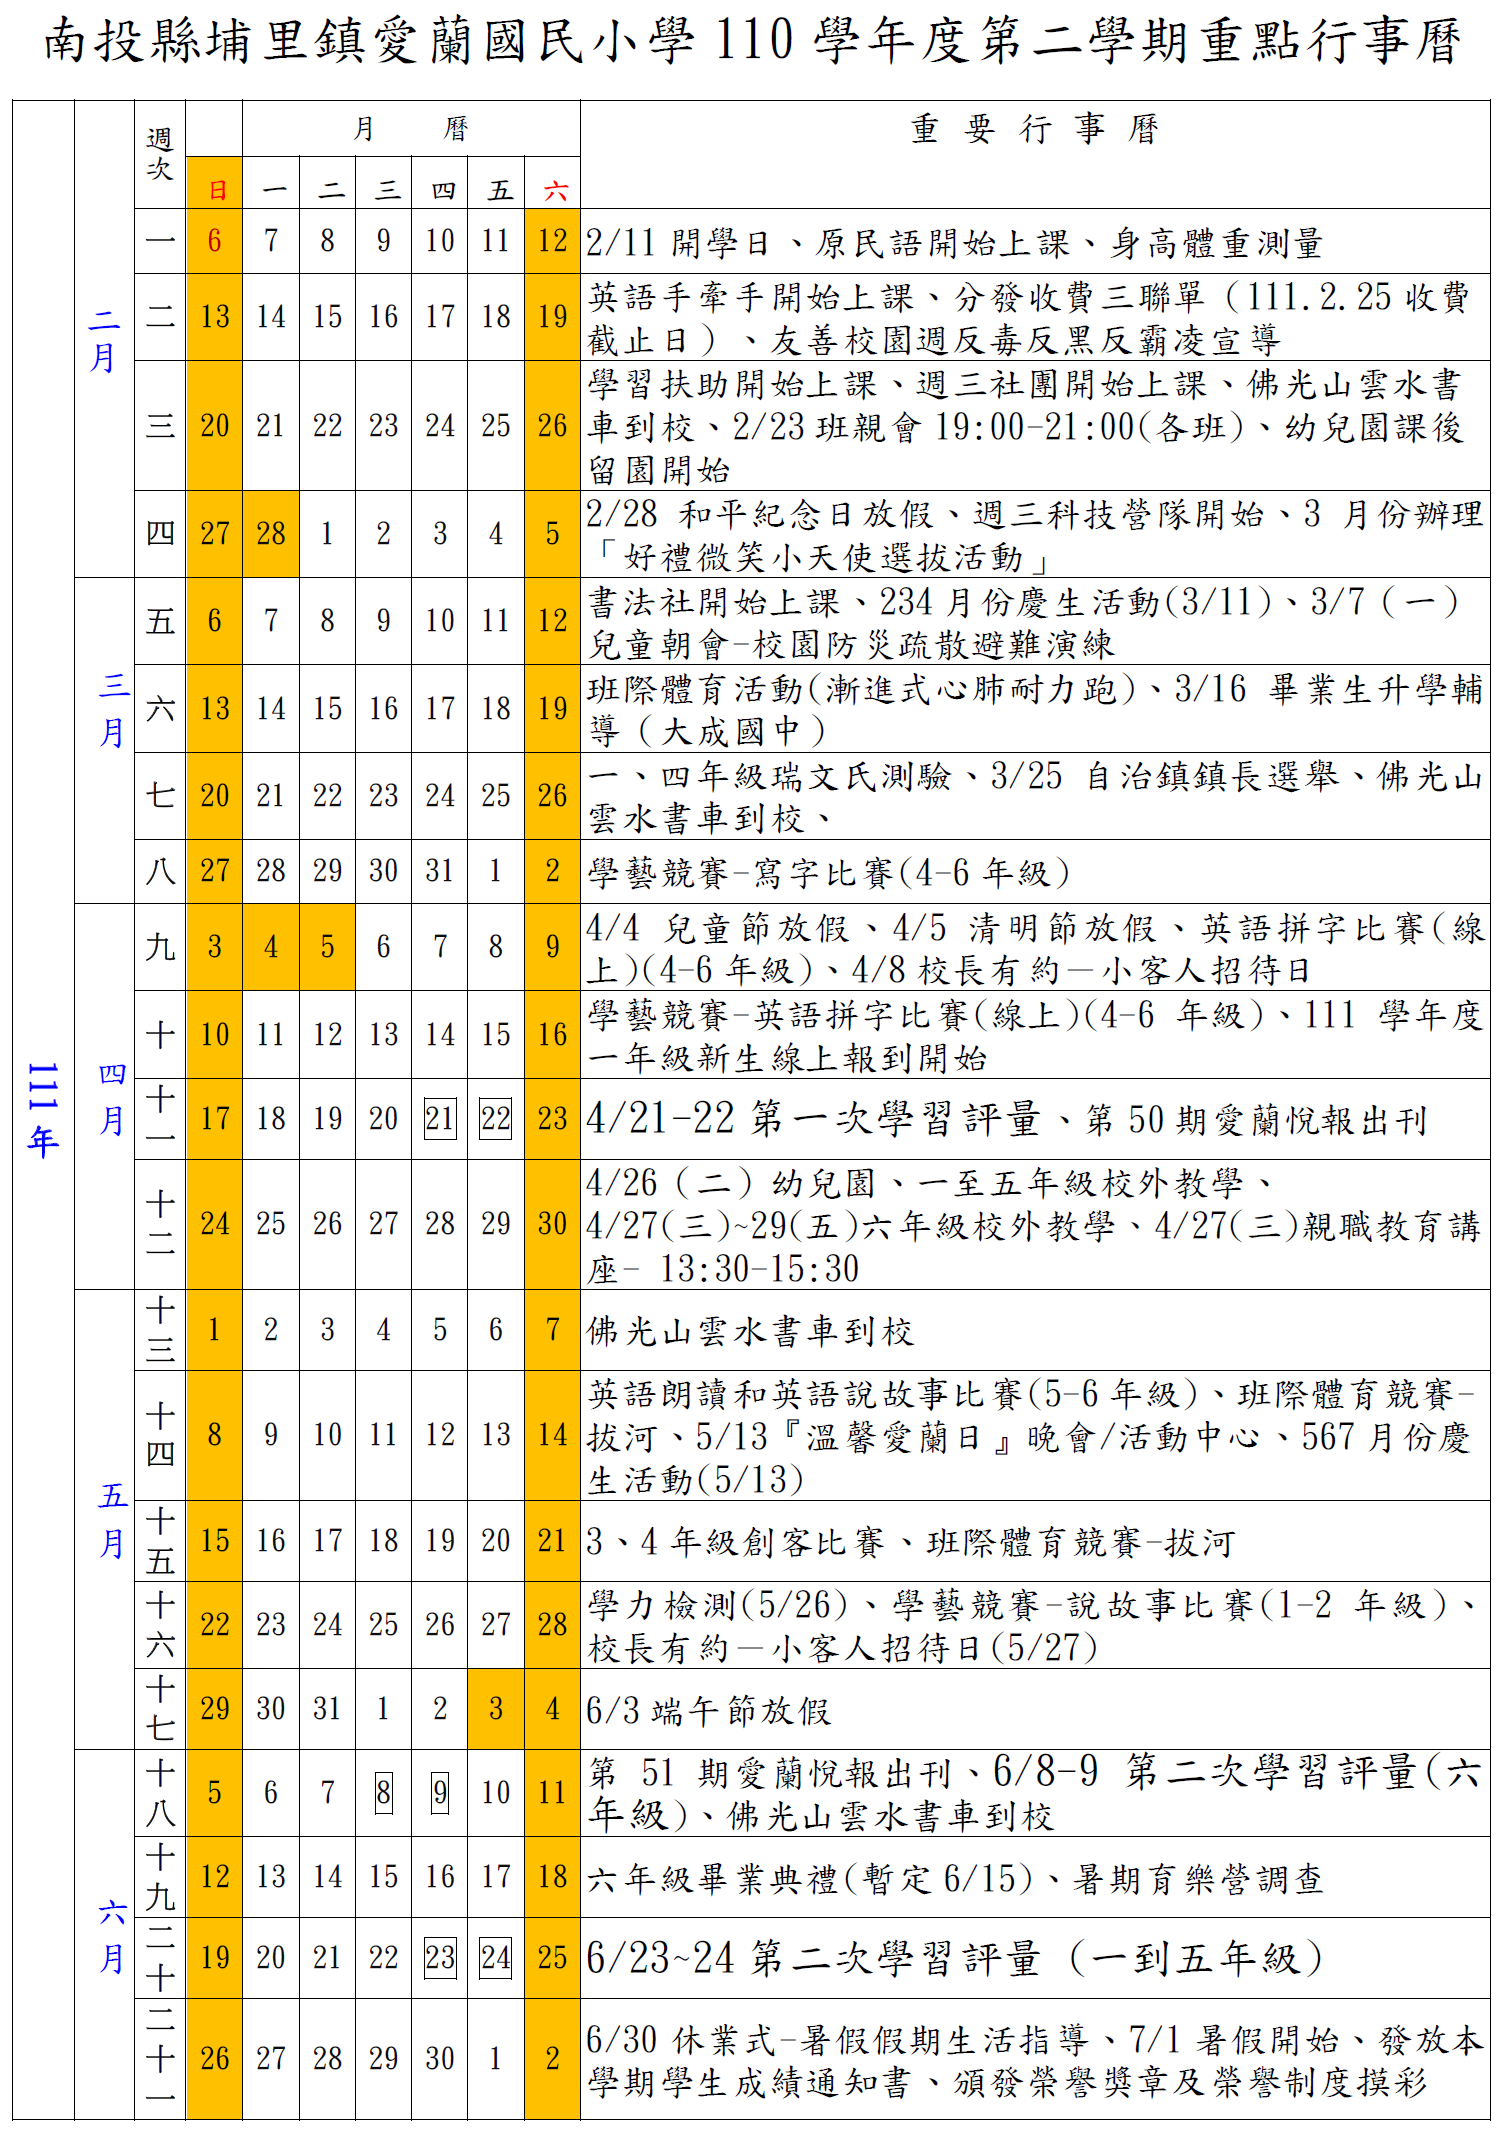 南投縣埔里鎮愛蘭國民小學 110 學年度第二學期重點行事曆
111 年
週次
月 曆
重 要 行 事 曆
日 一 二 三 四 五 六
二月
一 6 7 8 9 10 11 12 2/11 開學日、原民語開始上課、身高體重測量
二 13 14 15 16 17 18 19 英語手牽手開始上課、分發收費三聯單（111.2.25 收費
截止日）、友善校園週反毒反黑反霸凌宣導
三 20 21 22 23 24 25 26 學習扶助開始上課、週三社團開始上課、佛光山雲水書
車到校、2/23 班親會 19:00-21:00(各班)、幼兒園課後
留園開始
四 27 28 1 2 3 4 5 2/28 和平紀念日放假、週三科技營隊開始、3 月份辦理
「好禮微笑小天使選拔活動」
三月
五 6 7 8 9 10 11 12 書法社開始上課、234 月份慶生活動(3/11)、3/7（一）
兒童朝會-校園防災疏散避難演練
六 13 14 15 16 17 18 19 班際體育活動(漸進式心肺耐力跑)、3/16 畢業生升學輔
導（大成國中）
七 20 21 22 23 24 25 26 一、四年級瑞文氏測驗、3/25 自治鎮鎮長選舉、佛光山
雲水書車到校、
八 27 28 29 30 31 1 2 學藝競賽-寫字比賽(4-6 年級)
四月
九 3 4 5 6 7 8 9 4/4 兒童節放假、4/5 清明節放假、英語拼字比賽(線
上)(4-6 年級)、4/8 校長有約－小客人招待日
十 10 11 12 13 14 15 16 學藝競賽-英語拼字比賽(線上)(4-6 年級)、111 學年度
一年級新生線上報到開始
十一 17 18 19 20 21 22 23 4/21-22 第一次學習評量、第 50 期愛蘭悅報出刊
十二 24 25 26 27 28 29 30 4/26（二）幼兒園、一至五年級校外教學、
4/27(三)~29(五)六年級校外教學、4/27(三)親職教育講
座- 13:30-15:30
五月
十三 1 2 3 4 5 6 7 佛光山雲水書車到校
十四 8 9 10 11 12 13 14 英語朗讀和英語說故事比賽(5-6 年級)、班際體育競賽-
拔河、5/13『溫馨愛蘭日』晚會/活動中心、567 月份慶
生活動(5/13)
十五 15 16 17 18 19 20 21 3、4 年級創客比賽、班際體育競賽-拔河
十六 22 23 24 25 26 27 28 學力檢測(5/26)、學藝競賽-說故事比賽(1-2 年級)、
校長有約－小客人招待日(5/27)
十七 29 30 31 1 2 3 4 6/3 端午節放假
六月
十八 5 6 7 8 9 10 11 第 51 期愛蘭悅報出刊、6/8-9 第二次學習評量(六
年級)、佛光山雲水書車到校
十九 12 13 14 15 16 17 18 六年級畢業典禮(暫定 6/15)、暑期育樂營調查
二十 19 20 21 22 23 24 25 6/23~24 第二次學習評量（一到五年級）
二十一 26 27 28 29 30 1 2 6/30 休業式-暑假假期生活指導、7/1 暑假開始、發放本
學期學生成績通知書、頒發榮譽獎章及榮譽制度摸彩